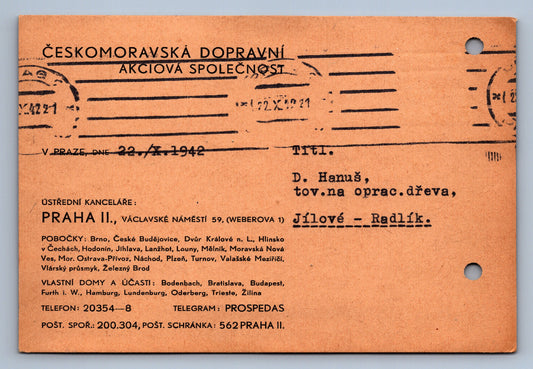 ČESKOMORAVSKÁ DOPRAVNÍ
AKCIOVÁ SPOLEČNOST
V PRAZE, DNE 22./X.1942
Titl.
D. Hanuš,
tov.na oprac.dřeva,
Jílové - Radlík.
ÚSTŘEDNÍ KANCELÁŘE:
PRAHA II., VÁCLAVSKÉ NÁMĚSTÍ 59, (WEBEROVA 1)
POBOČKY: Brno, České Budějovice, Dvůr Králové n. L., Hlinsko
v Čechách, Hodonín, Jihlava, Lanžhot, Louny, Mělník, Moravská Nová
Ves, Mor. Ostrava-Přívoz, Náchod, Plzeň, Turnov, Valašské Meziříčí,
Vlárský průsmyk, Železný Brod
VLASTNÍ DOMY A ÚČASTI: Bodenbach, Bratislava, Budapest,
Furth i. W., Hamburg, Lundenburg, Oderberg, Trieste, Žilina
TELEFON: 20354—8 TELEGRAM: PROSPEDAS
POŠT. SPOŘ.: 200.304, POŠT. SCHRÁNKA: 562 PRAHA II.